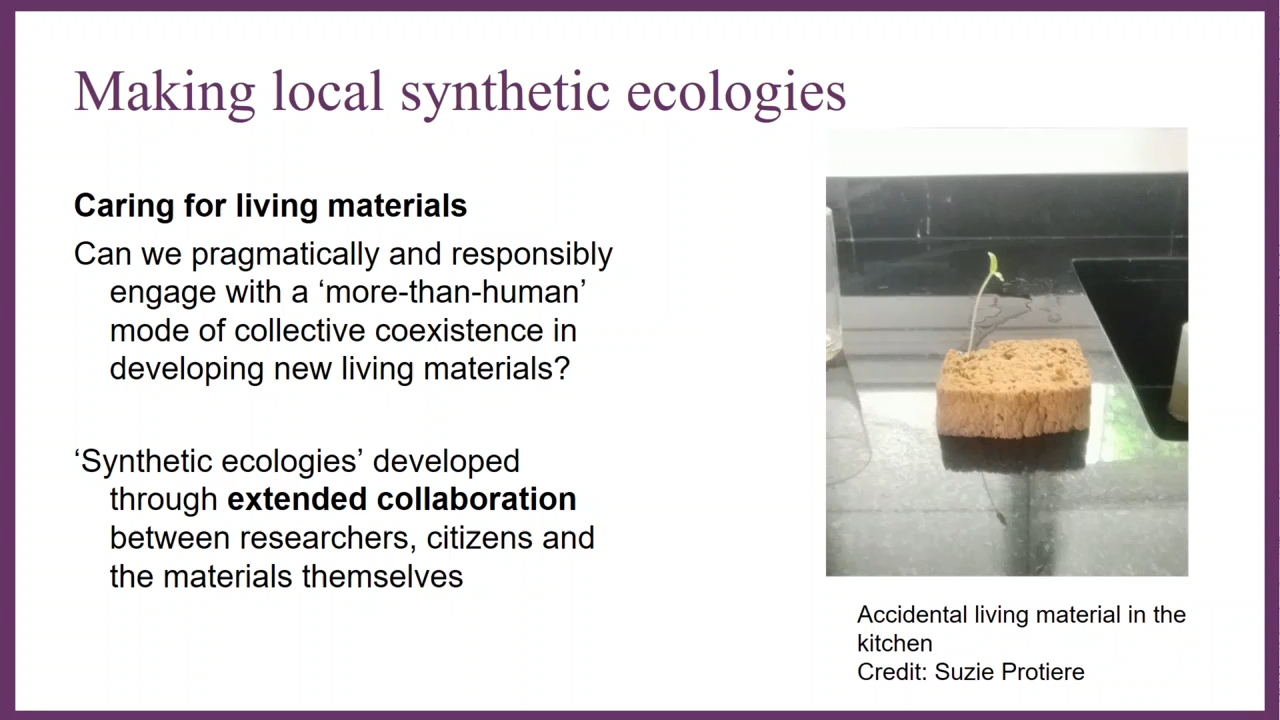 Making local synthetic ecologies
Caring for living materials
Can we pragmatically and responsibly
engage with a ‘more-than-human’
mode of collective coexistence in
developing new living materials?
‘Synthetic ecologies’ developed
through extended collaboration
between researchers, citizens and
the materials themselves
Accidental living material in the
kitchen
Credit: Suzie Protiere